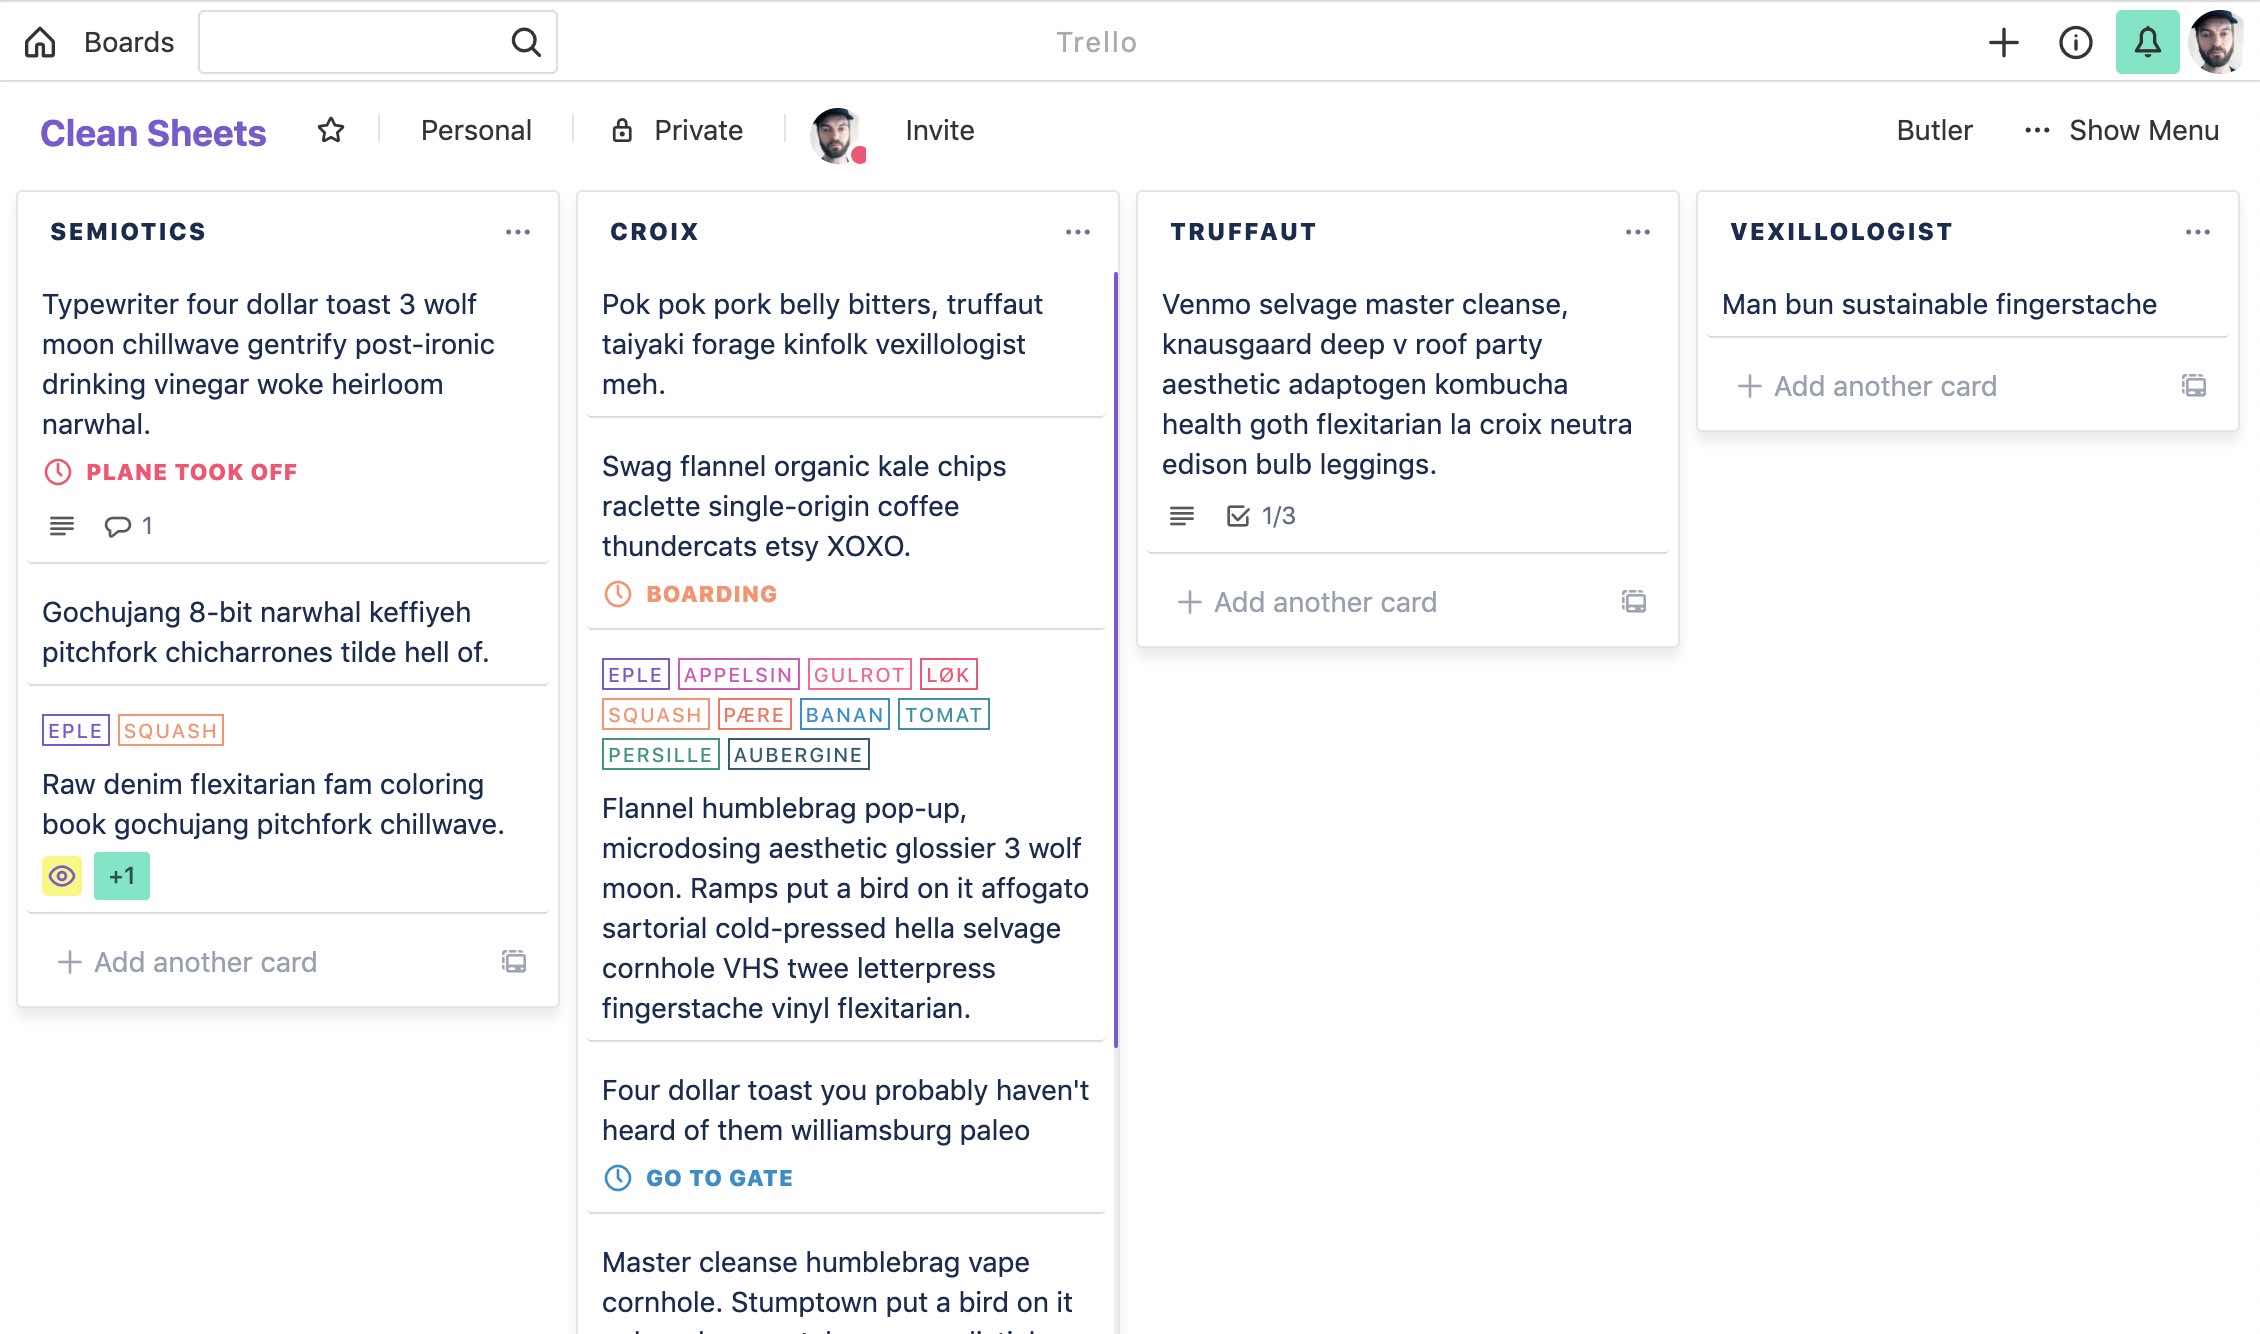 Boards
Trello
Clean Sheets
Personal
Private
Invite
Butler
Show Menu
SEMIOTICS
Typewriter four dollar toast 3 wolf
moon chillwave gentrify post-ironic
drinking vinegar woke heirloom
narwhal.
PLANE TOOK OFF
1
Gochujang 8-bit narwhal keffiyeh
pitchfork chicharrones tilde hell of.
EPLE SQUASH
Raw denim flexitarian fam coloring
book gochujang pitchfork chillwave.
+1
Add another card
CROIX
Pok pok pork belly bitters, truffaut
taiyaki forage kinfolk vexillologist
meh.
Swag flannel organic kale chips
raclette single-origin coffee
thundercats etsy XOXO.
BOARDING
EPLE APPELSIN GULROT LØK
SQUASH PÆRE BANAN TOMAT
PERSILLE AUBERGINE
Flannel humblebrag pop-up,
microdosing aesthetic glossier 3 wolf
moon. Ramps put a bird on it affogato
sartorial cold-pressed hella selvage
cornhole VHS twee letterpress
fingerstache vinyl flexitarian.
Four dollar toast you probably haven't
heard of them williamsburg paleo
GO TO GATE
Master cleanse humblebrag vape
cornhole. Stumptown put a bird on it
TRUFFAUT
Venmo selvage master cleanse,
knausgaard deep v roof party
aesthetic adaptogen kombucha
health goth flexitarian la croix neutra
edison bulb leggings.
1/3
Add another card
VEXILLOLOGIST
Man bun sustainable fingerstache
Add another card